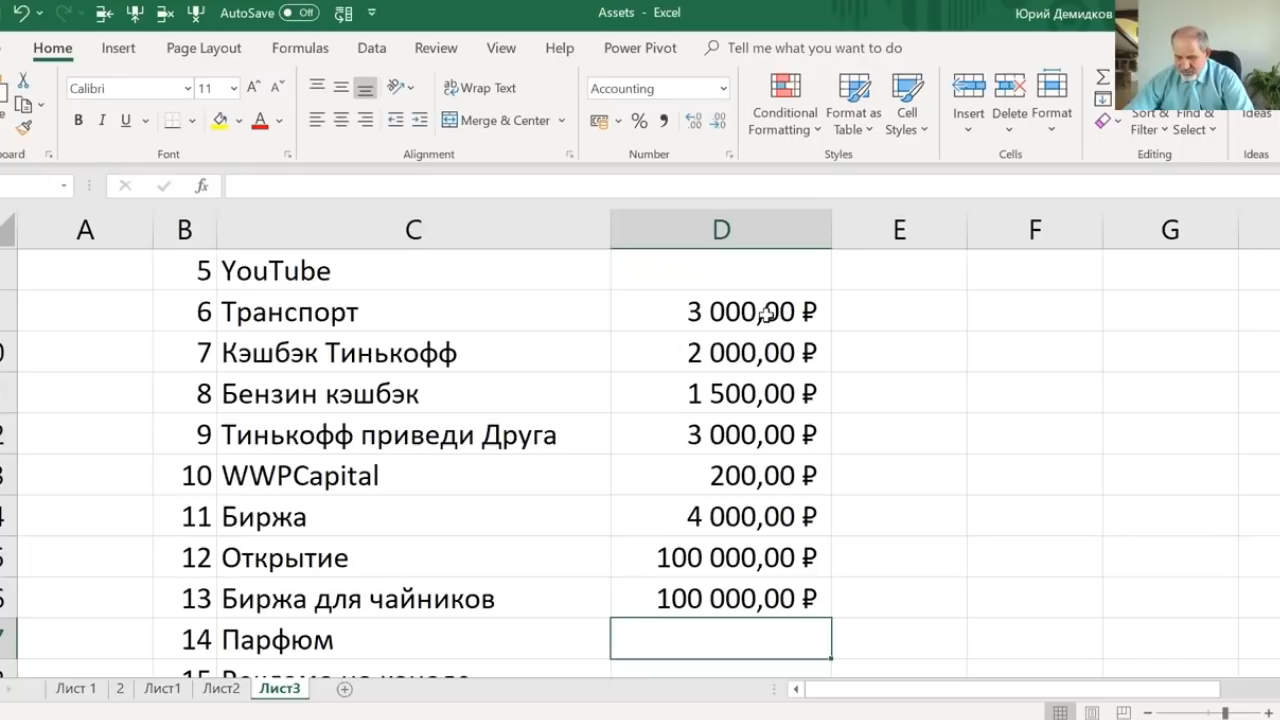 AutoSave Off
Assets - Excel
Юрий Демидков
Home Insert Page Layout Formulas Data Review View Help Power Pivot Tell me what you want to do
Calibri 11
Wrap Text
Accounting
B I U A
Merge & Center
Conditional Formatting
Format as Table
Cell Styles
Insert Delete Format
Sort & Filter
Find & Select
Ideas
oard Font Alignment Number Styles Cells Editing Ideas
fx
A B C D E F G
5 YouTube
6 Транспорт 3 000,00 ₽
7 Кэшбэк Тинькофф 2 000,00 ₽
8 Бензин кэшбэк 1 500,00 ₽
9 Тинькофф приведи Друга 3 000,00 ₽
10 WWPCapital 200,00 ₽
11 Биржа 4 000,00 ₽
12 Открытие 100 000,00 ₽
13 Биржа для чайников 100 000,00 ₽
14 Парфюм
Лист 1 2 Лист1 Лист2 Лист3